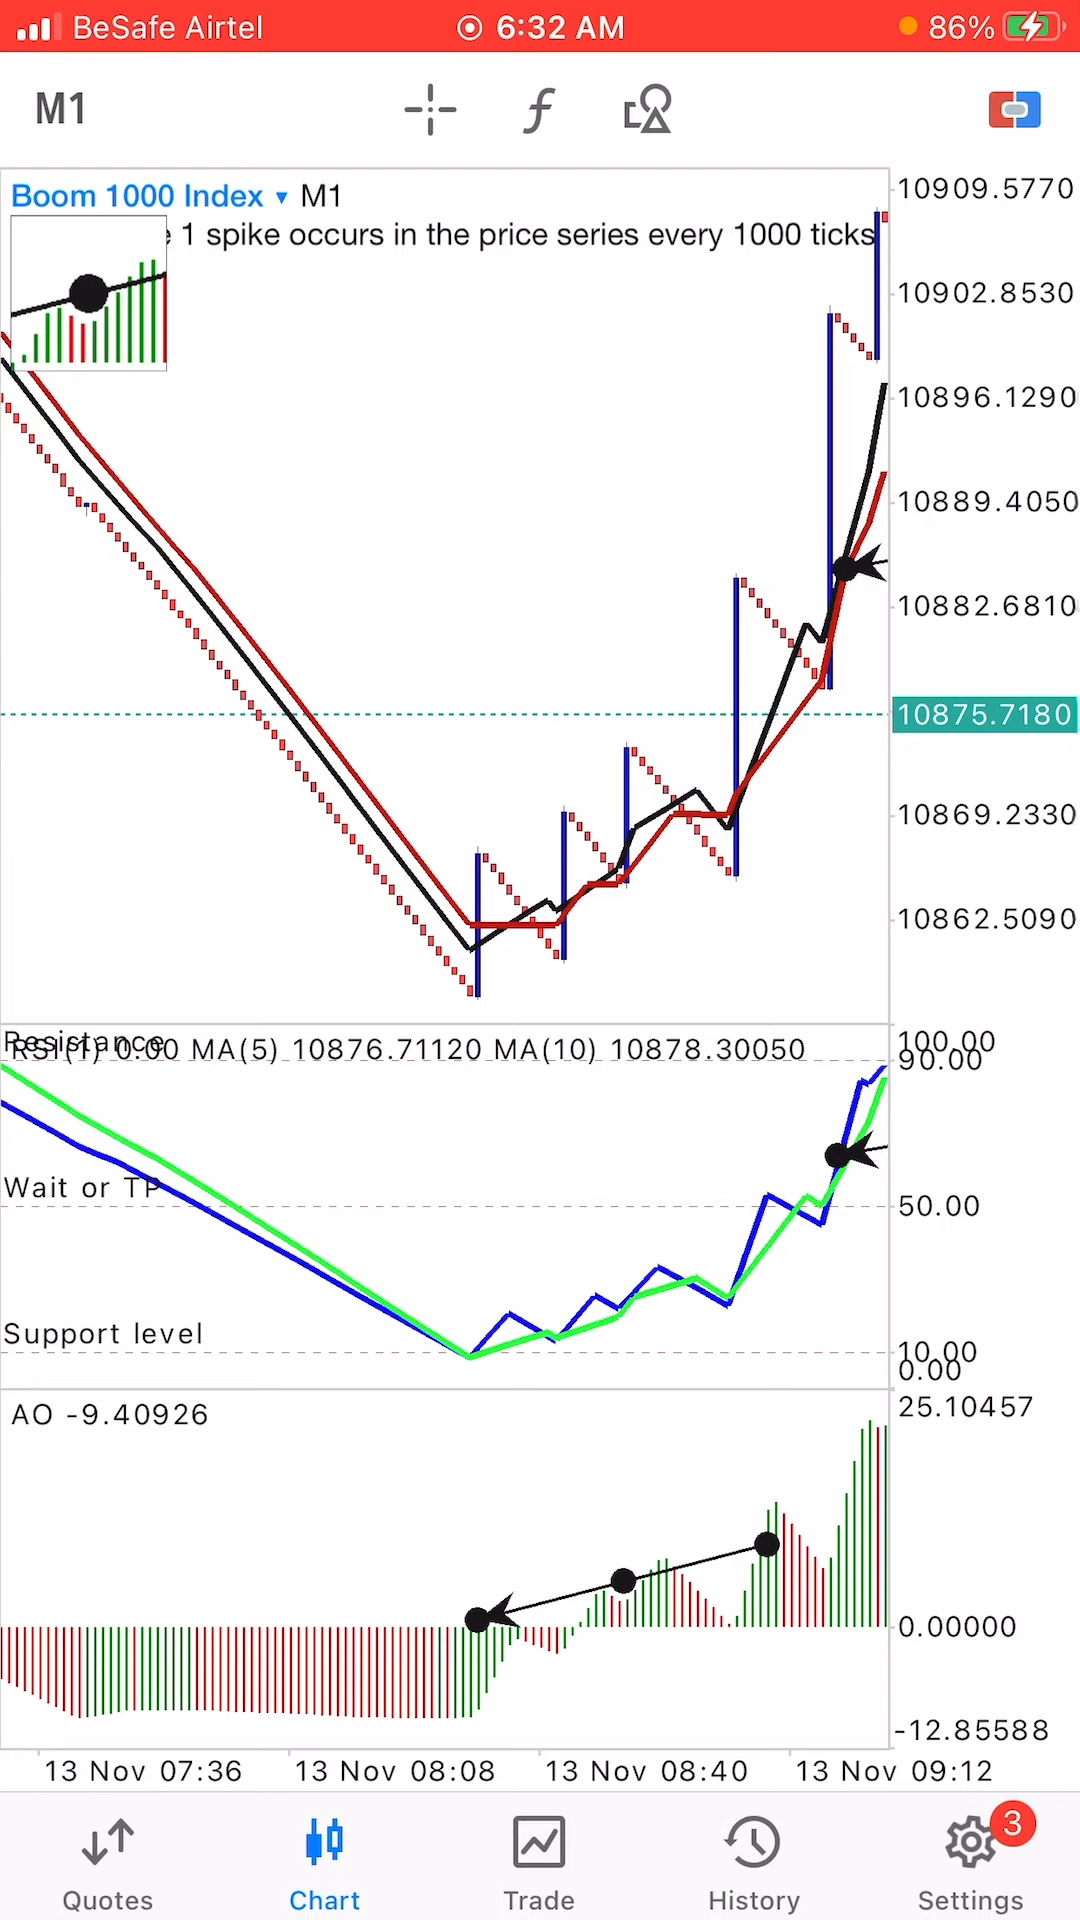 BeSafe Airtel 6:32 AM 86%
M1
Boom 1000 Index ▾ M1
1 spike occurs in the price series every 1000 ticks
10909.5770
10902.8530
10896.1290
10889.4050
10882.6810
10875.7180
10869.2330
10862.5090
Resistance
RSI(1) 0.00 MA(5) 10876.71120 MA(10) 10878.30050
100.00
90.00
Wait or TP
50.00
Support level
10.00
0.00
AO -9.40926
25.10457
0.00000
-12.85588
13 Nov 07:36 13 Nov 08:08 13 Nov 08:40 13 Nov 09:12
3
Quotes Chart Trade History Settings